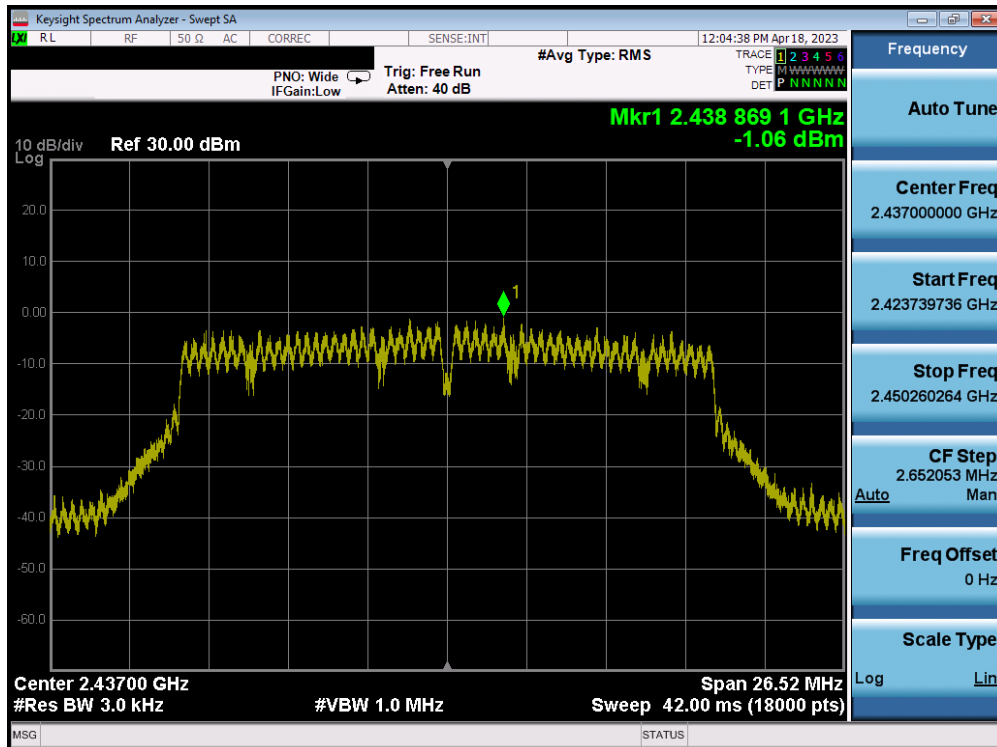 Keysight Spectrum Analyzer - Swept SA
LXI RL RF 50 Ω AC CORREC SENSE:INT 12:04:38 PM Apr 18, 2023
PNO: Wide
IFGain:Low
Trig: Free Run
Atten: 40 dB
#Avg Type: RMS
TRACE 1 2 3 4 5 6
TYPE M WWWWW
DET P N N N N N
Mkr1 2.438 869 1 GHz
-1.06 dBm
10 dB/div
Log
Ref 30.00 dBm
20.0
10.0
0.00
-10.0
-20.0
-30.0
-40.0
-50.0
-60.0
1
Center 2.43700 GHz
#Res BW 3.0 kHz
#VBW 1.0 MHz
Span 26.52 MHz
Sweep 42.00 ms (18000 pts)
MSG
STATUS
Frequency
Auto Tune
Center Freq
2.437000000 GHz
Start Freq
2.423739736 GHz
Stop Freq
2.450260264 GHz
CF Step
2.652053 MHz
Auto Man
Freq Offset
0 Hz
Scale Type
Log Lin